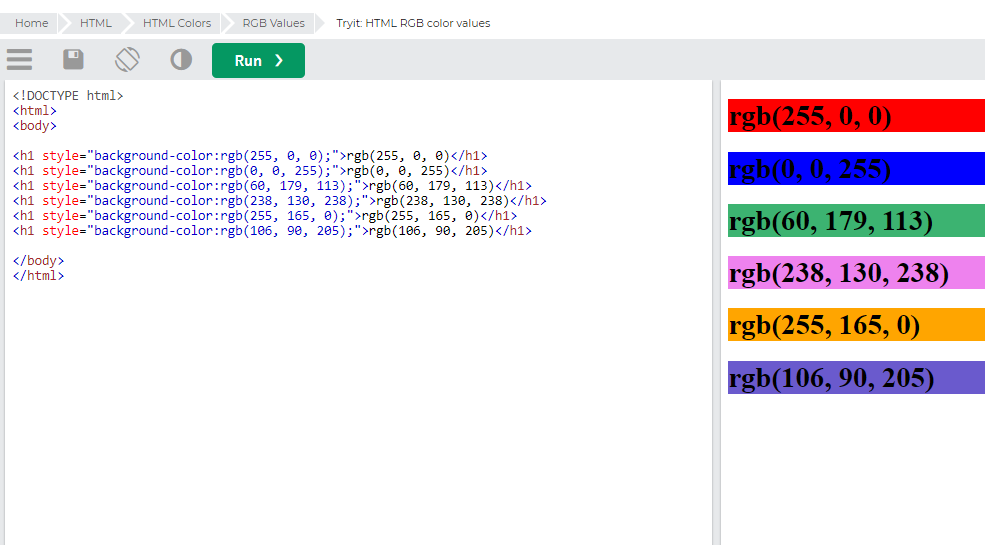 Home HTML HTML Colors RGB Values Tryit: HTML RGB color values
Run ❯
<!DOCTYPE html>
<html>
<body>
<h1 style="background-color:rgb(255, 0, 0);">rgb(255, 0, 0)</h1>
<h1 style="background-color:rgb(0, 0, 255);">rgb(0, 0, 255)</h1>
<h1 style="background-color:rgb(60, 179, 113);">rgb(60, 179, 113)</h1>
<h1 style="background-color:rgb(238, 130, 238);">rgb(238, 130, 238)</h1>
<h1 style="background-color:rgb(255, 165, 0);">rgb(255, 165, 0)</h1>
<h1 style="background-color:rgb(106, 90, 205);">rgb(106, 90, 205)</h1>
</body>
</html>
rgb(255, 0, 0)
rgb(0, 0, 255)
rgb(60, 179, 113)
rgb(238, 130, 238)
rgb(255, 165, 0)
rgb(106, 90, 205)